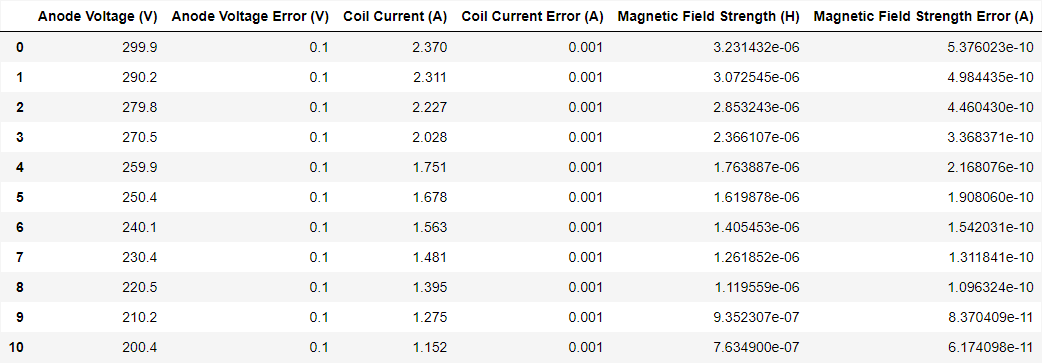 Anode Voltage (V) Anode Voltage Error (V) Coil Current (A) Coil Current Error (A) Magnetic Field Strength (H) Magnetic Field Strength Error (A)
0 299.9 0.1 2.370 0.001 3.231432e-06 5.376023e-10
1 290.2 0.1 2.311 0.001 3.072545e-06 4.984435e-10
2 279.8 0.1 2.227 0.001 2.853243e-06 4.460430e-10
3 270.5 0.1 2.028 0.001 2.366107e-06 3.368371e-10
4 259.9 0.1 1.751 0.001 1.763887e-06 2.168076e-10
5 250.4 0.1 1.678 0.001 1.619878e-06 1.908060e-10
6 240.1 0.1 1.563 0.001 1.405453e-06 1.542031e-10
7 230.4 0.1 1.481 0.001 1.261852e-06 1.311841e-10
8 220.5 0.1 1.395 0.001 1.119559e-06 1.096324e-10
9 210.2 0.1 1.275 0.001 9.352307e-07 8.370409e-11
10 200.4 0.1 1.152 0.001 7.634900e-07 6.174098e-11